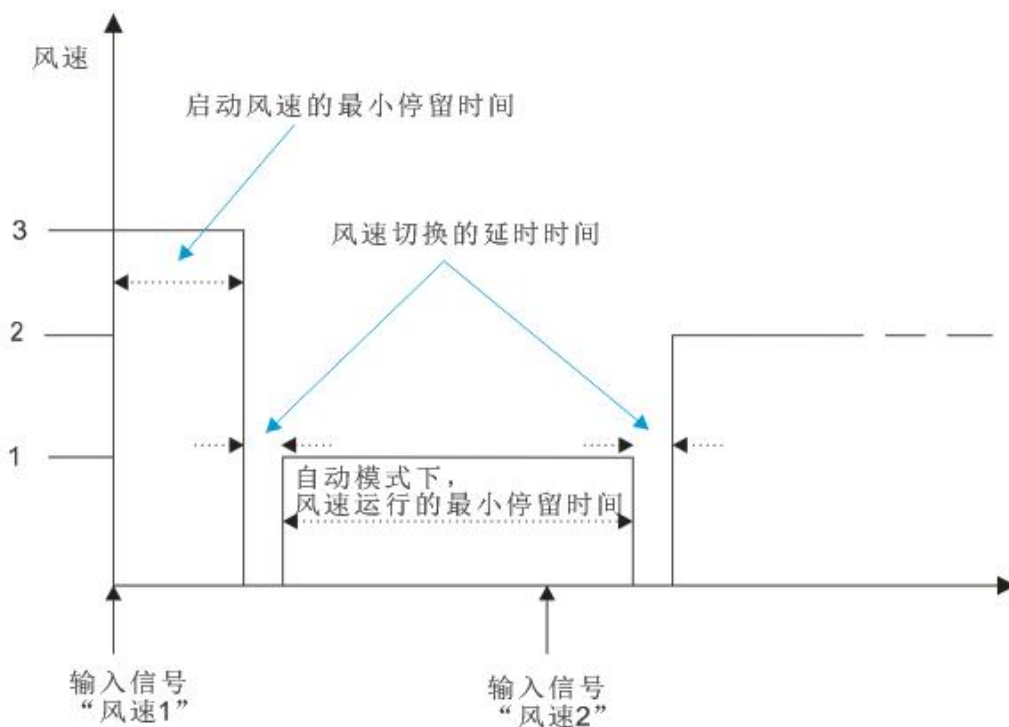 风速
启动风速的最小停留时间
3
风速切换的延时时间
2
1
自动模式下，
风速运行的最小停留时间
输入信号
“风速1”
输入信号
“风速2”